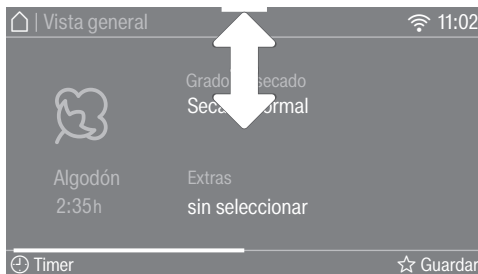 | Vista general
11:02
Grado secado
Algodón
2:35h
Extras
sin seleccionar
Timer
Guardar